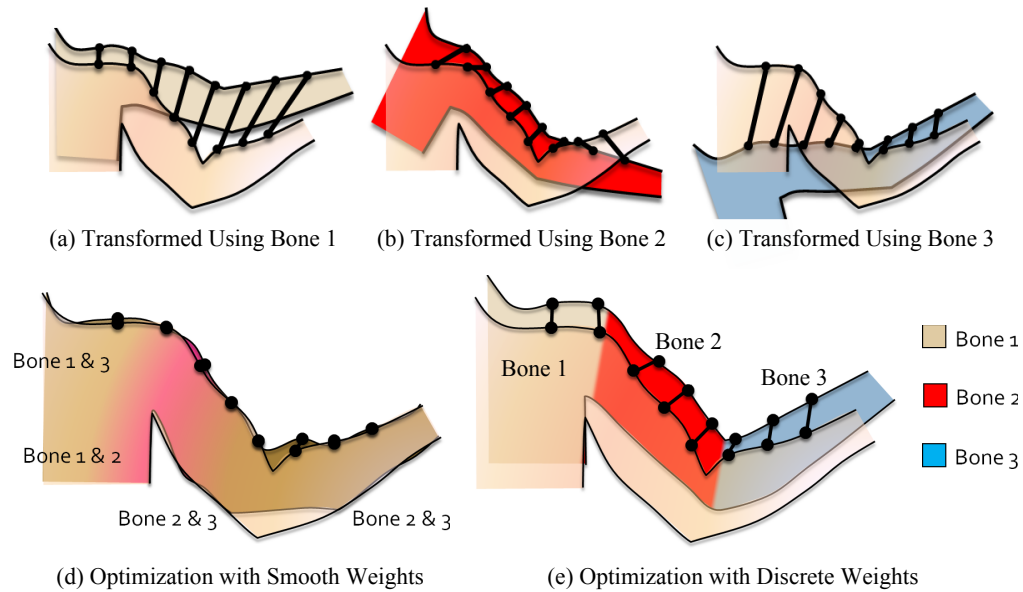 (a) Transformed Using Bone 1
(b) Transformed Using Bone 2
(c) Transformed Using Bone 3
Bone 1 & 3
Bone 1 & 2
Bone 2 & 3
Bone 2 & 3
(d) Optimization with Smooth Weights
Bone 1
Bone 2
Bone 3
(e) Optimization with Discrete Weights
Bone 1
Bone 2
Bone 3